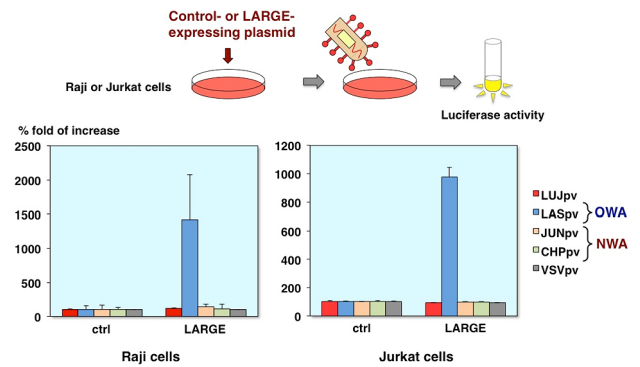 Control- or LARGE-
expressing plasmid
Raji or Jurkat cells
Luciferase activity
% fold of increase
2500
2000
1500
1000
500
0
ctrl
LARGE
Raji cells
1200
1000
800
600
400
200
0
ctrl
LARGE
Jurkat cells
LUJpv
LASpv
OWA
JUNpv
NWA
CHPpv
VSVpv